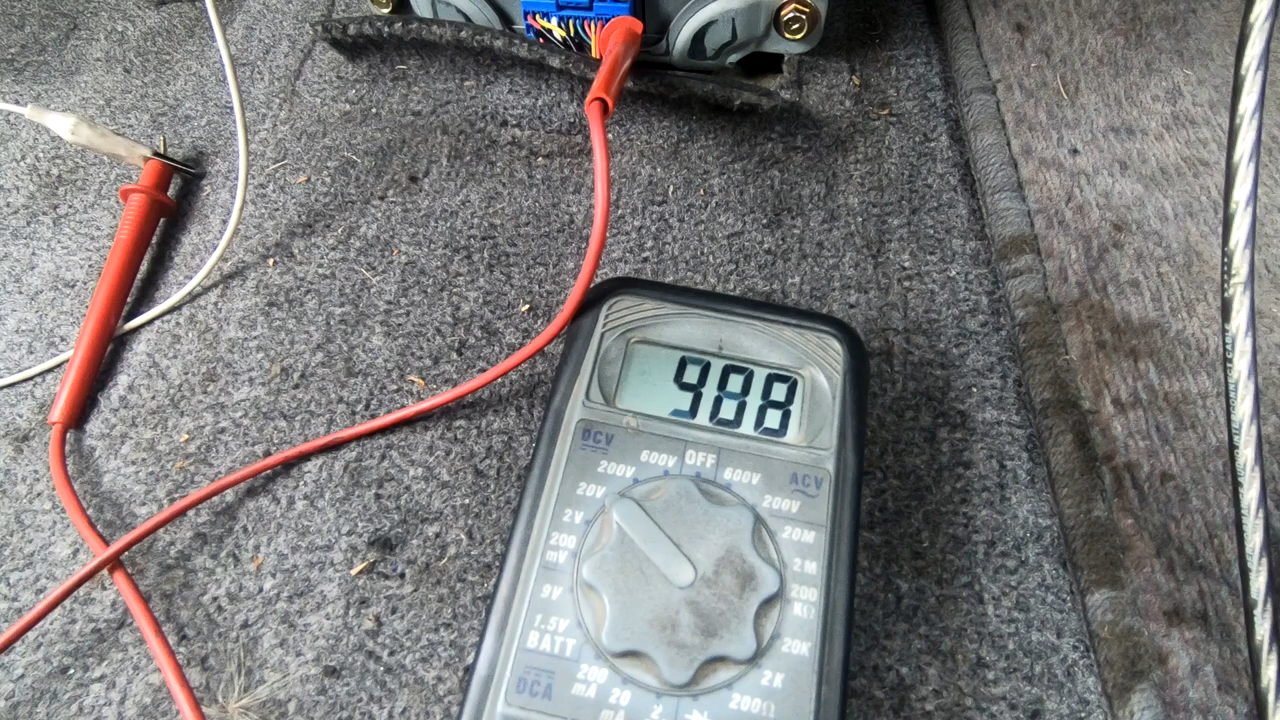 988
DCV
OFF
ACV
600V
600V
200V
200V
20V
20M
2V
2M
200
mV
200
KΩ
9V
1.5V
BATT
20K
DCA
200
mA
20
mA
2K
200Ω